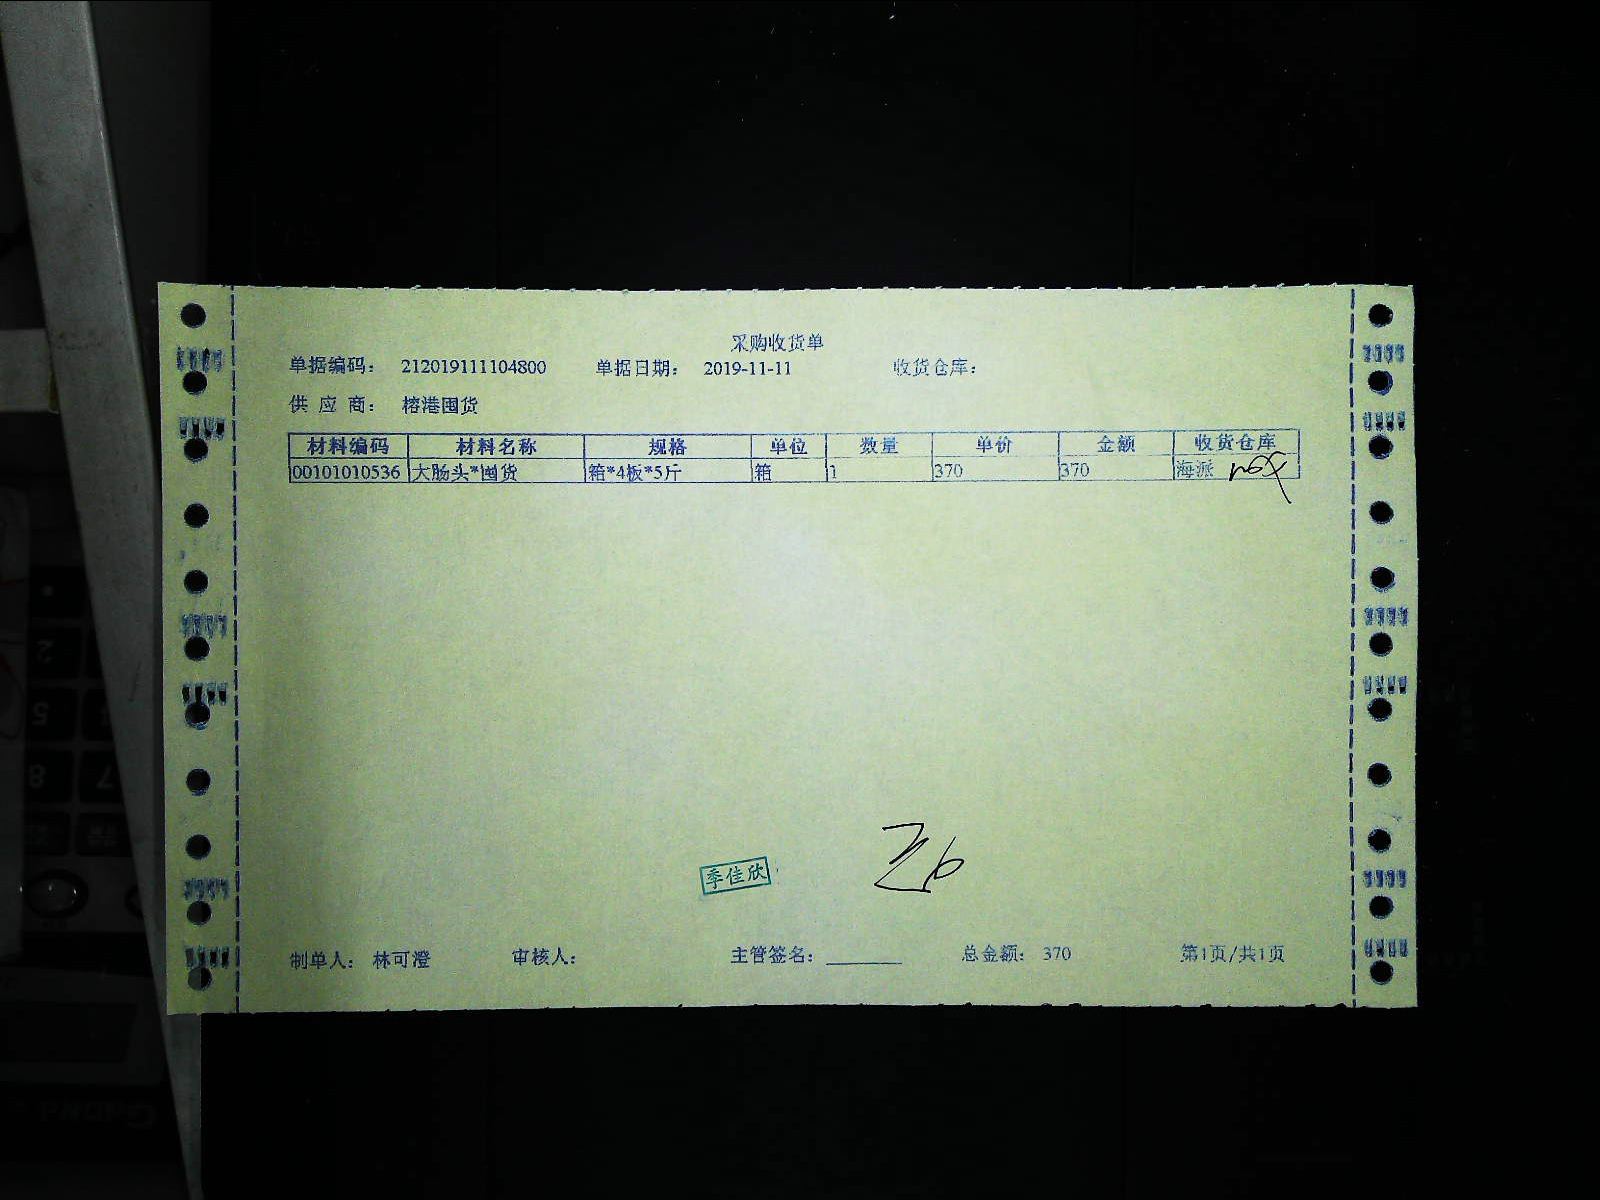 采购收货单
单据编码： 212019111104800 单据日期： 2019-11-11 收货仓库：
供 应 商： 榕港囤货
材料编码 材料名称 规格 单位 数量 单价 金额 收货仓库
00101010536 大肠头*囤货 箱*4板*5斤 箱 1 370 370 海派
季佳欣
制单人： 林可澄 审核人： 主管签名： 总金额： 370 第1页/共1页